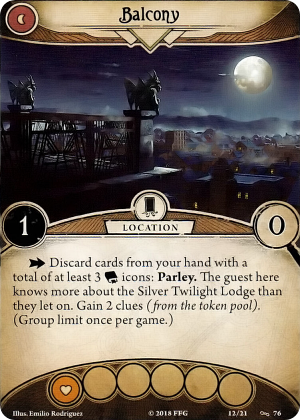 Balcony
1
LOCATION
0
Discard cards from your hand with a
total of at least 3 icons: Parley. The guest here
knows more about the Silver Twilight Lodge than
they let on. Gain 2 clues (from the token pool).
(Group limit once per game.)
Illus. Emilio Rodriguez © 2018 FFG 12/21 76